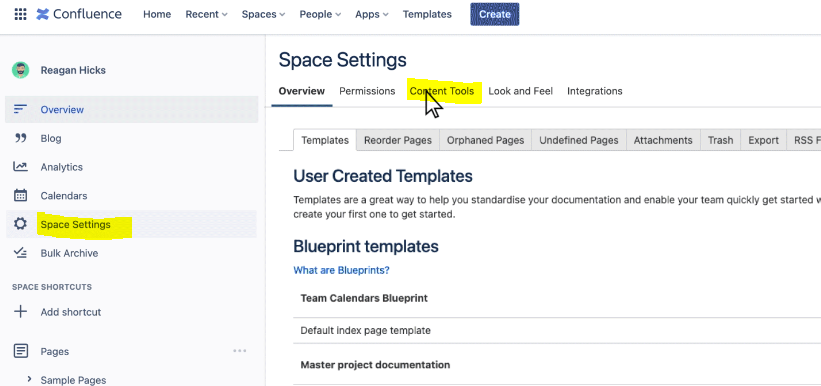 Confluence Home Recent Spaces People Apps Templates Create
Reagan Hicks
Overview
Blog
Analytics
Calendars
Space Settings
Bulk Archive
SPACE SHORTCUTS
Add shortcut
Pages
Sample Pages
Space Settings
Overview Permissions Content Tools Look and Feel Integrations
Templates Reorder Pages Orphaned Pages Undefined Pages Attachments Trash Export RSS F
User Created Templates
Templates are a great way to help you standardise your documentation and enable your team quickly get started w
create your first one to get started.
Blueprint templates
What are Blueprints?
Team Calendars Blueprint
Default index page template
Master project documentation